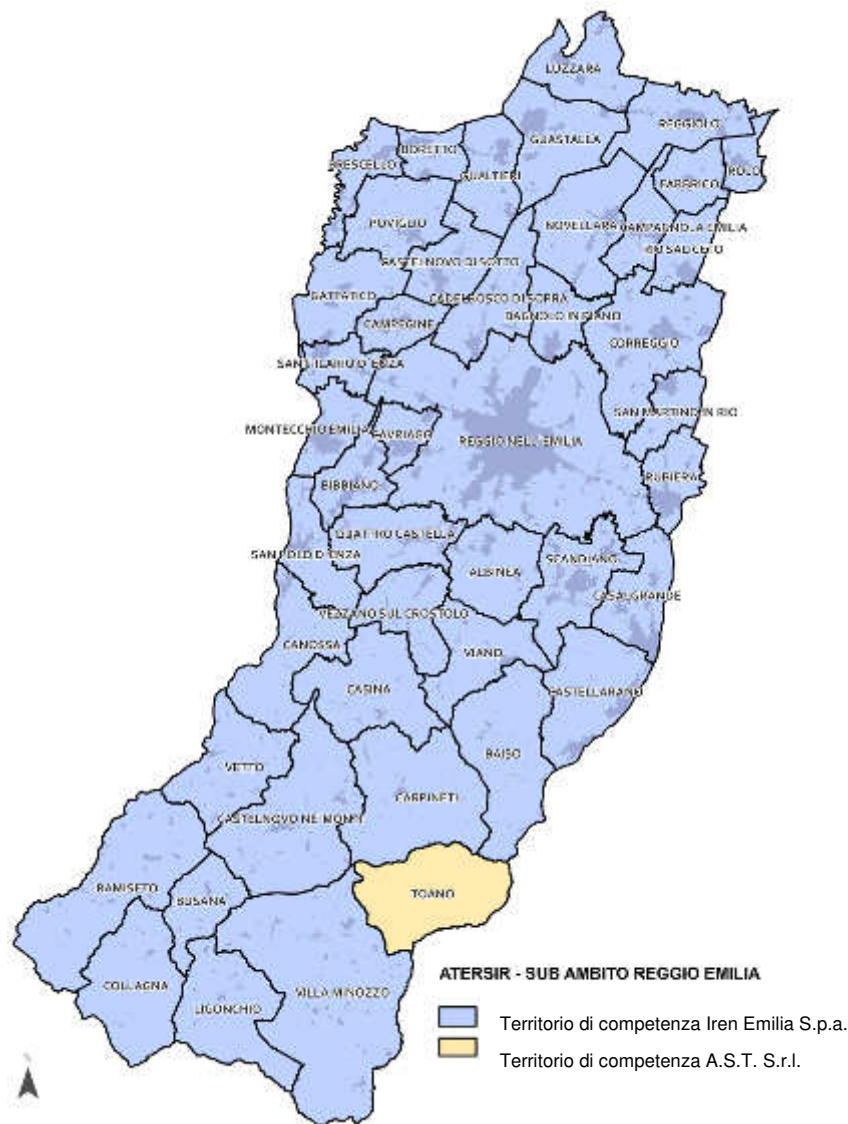 LUZZARA
REGGIOLO
GUASTALLA
BORETTO
BRESCELLO
GUALTIERI
FABBRICO
ROLO
POVIGLIO
NOVELLARA
CAMPAGNOLA EMILIA
RIO SALICETO
CASTELNOVO DI SOTTO
GATTATICO
CADELBOSCO DI SOPRA
BAGNOLO IN PIANO
CAMPEGINE
CORREGGIO
SANT'ILARIO D'ENZA
SAN MARTINO IN RIO
MONTECCHIO EMILIA
CAVRIAGO
REGGIO NELL'EMILIA
RUBIERA
BIBBIANO
QUATTRO CASTELLA
SAN POLO D'ENZA
ALBINEA
SCANDIANO
CASALGRANDE
VEZZANO SUL CROSTOLO
CANOSSA
VIANO
CASINA
CASTELLARANO
BAISO
VETTO
CARPINETI
CASTELNOVO NE' MONTI
RAMISETO
BUSANA
TOANO
COLLAGNA
LIGONCHIO
VILLA MINOZZO
ATERSIR - SUB AMBITO REGGIO EMILIA
Territorio di competenza Iren Emilia S.p.a.
Territorio di competenza A.S.T. S.r.l.